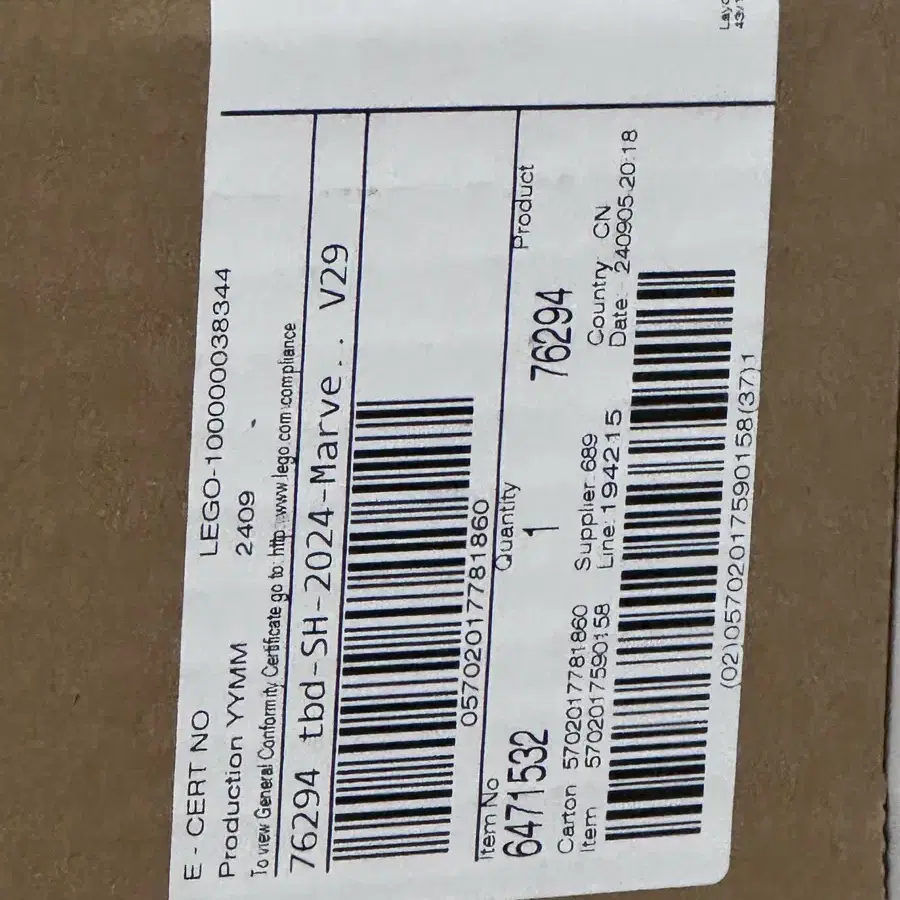 E - CERT NO LEGO-100000038344
Production YYMM 2409
To view General Conformity Certificate go to: http://www.lego.com/compliance
76294 tbd-SH-2024-Marve... V29
05702017781860
Item No Quantity Product
6471532 1 76294
Carton 5702017781860 Supplier: 689 Country: CN
Item 5702017590158 Line: 194215 Date: 240905-20:18
(02)05702017590158(37)1